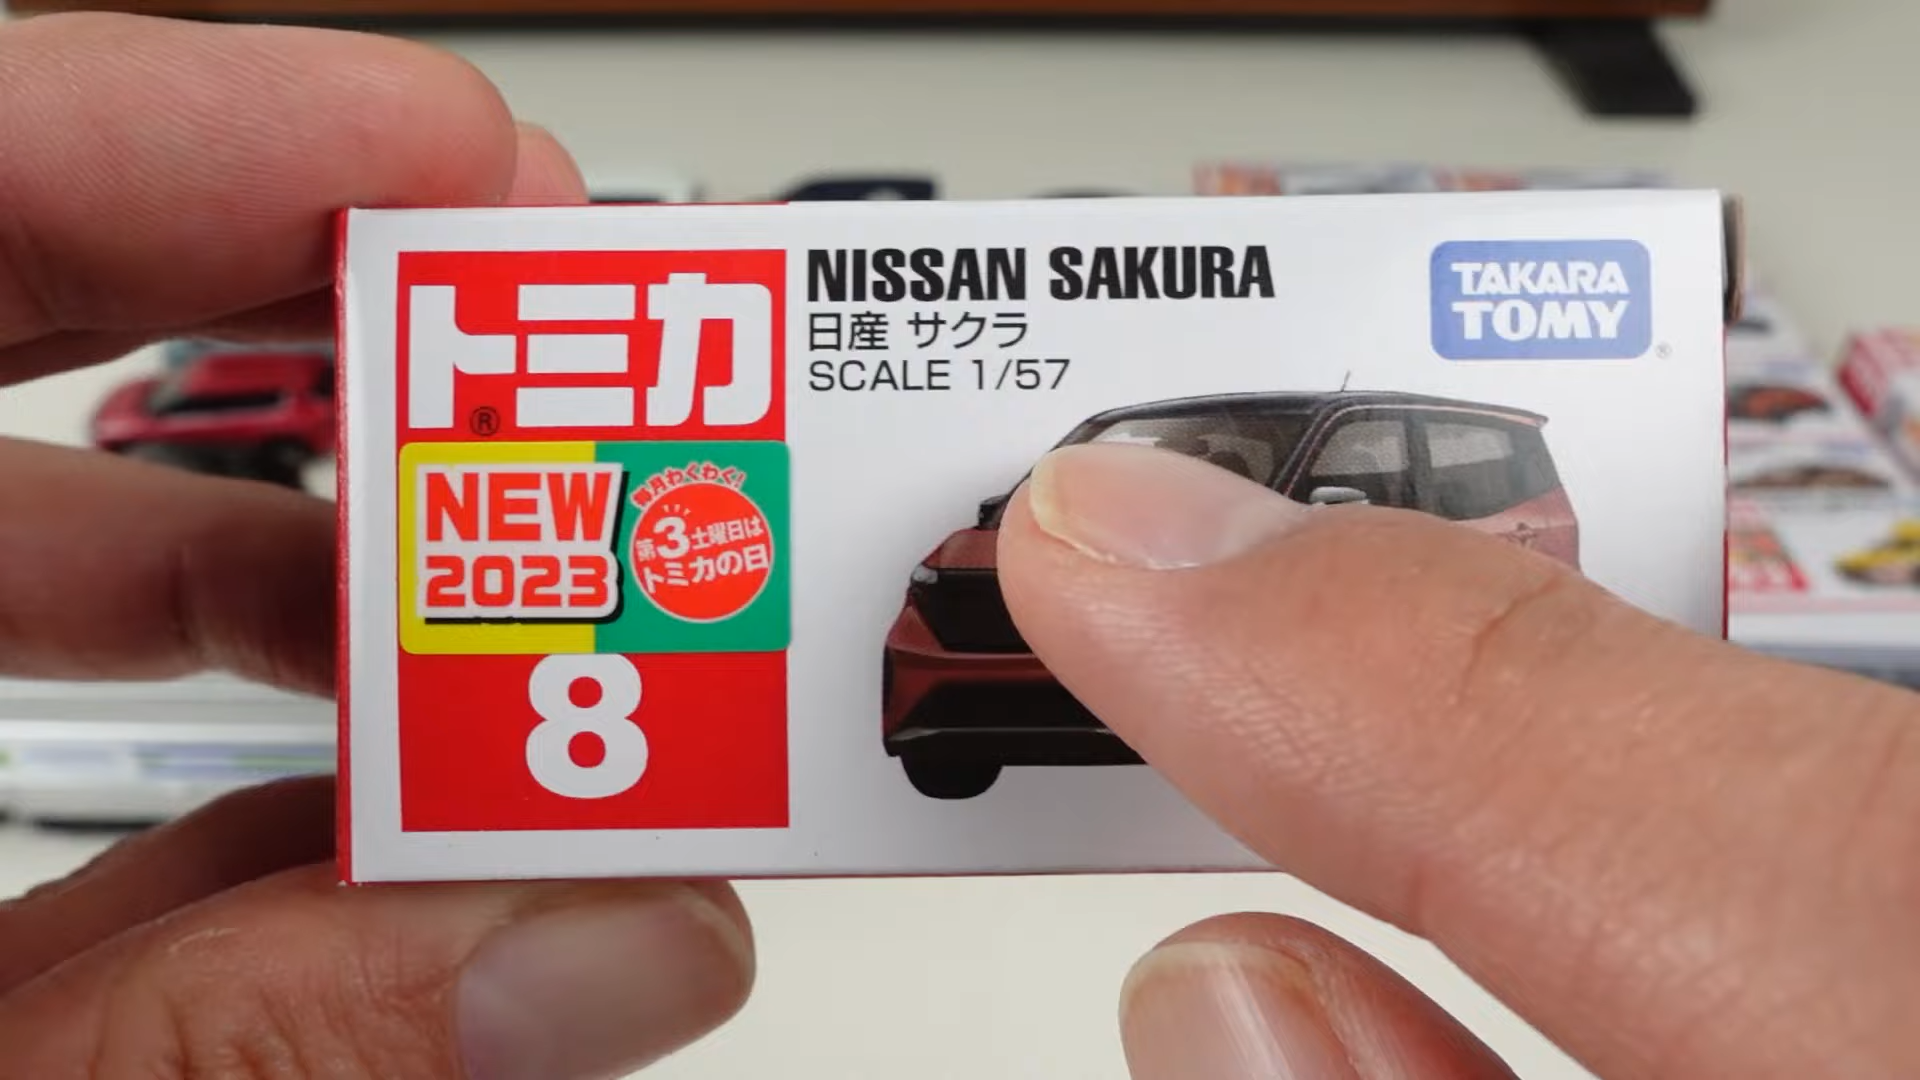 トミカ
®
NEW
2023
毎月わくわく!
第3土曜日は
トミカの日
8
NISSAN SAKURA
日産 サクラ
SCALE 1/57
TAKARA
TOMY
®